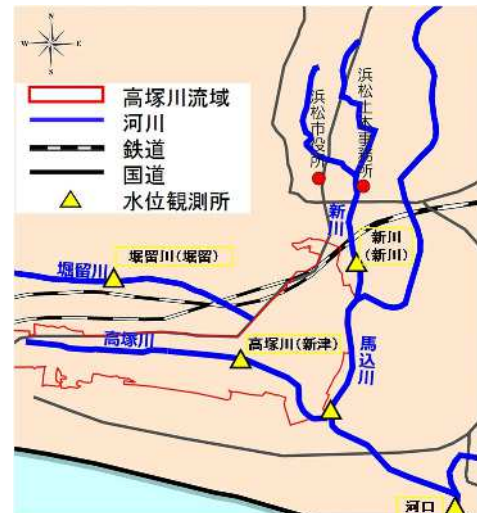 N
W
E
S
高塚川流域
河川
鉄道
国道
水位観測所
浜松市役所
浜松土木事務所
新川
新川
(新川)
堀留川(堀留)
堀留川
高塚川
高塚川(新津)
馬込川
河口